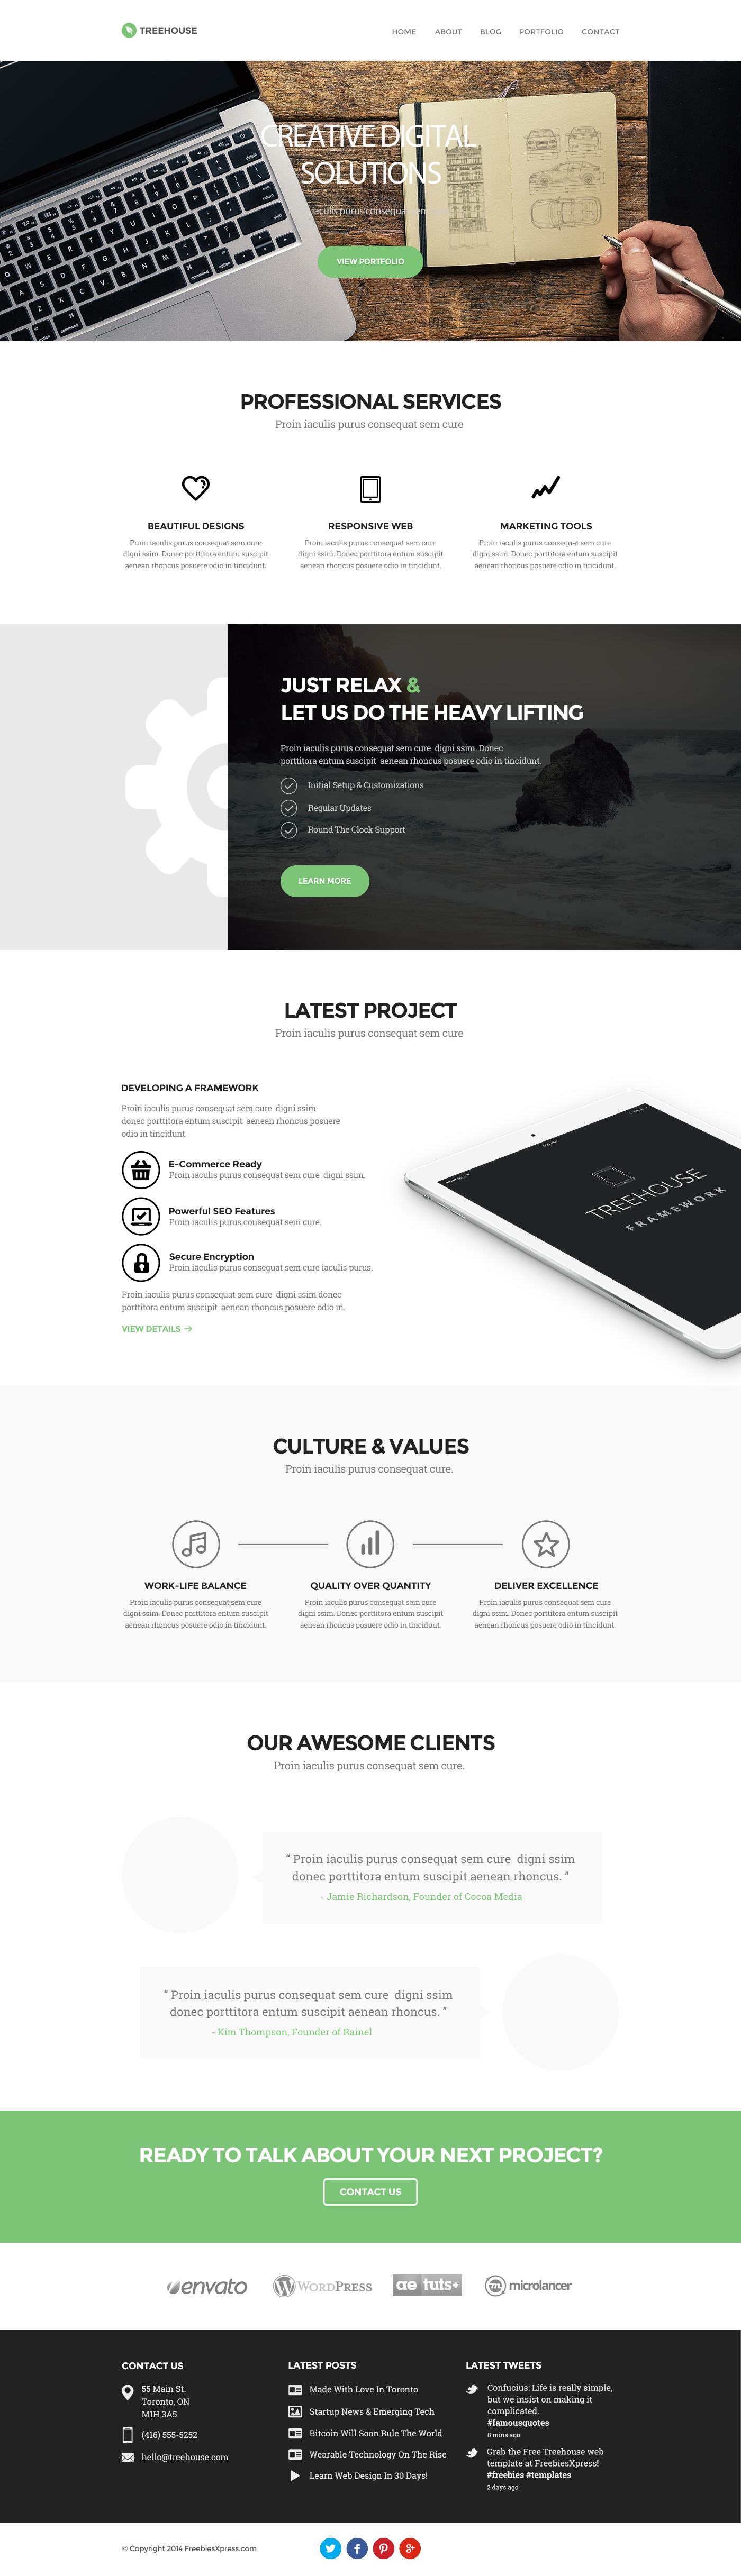 TREEHOUSE
HOME ABOUT BLOG PORTFOLIO CONTACT
CREATIVE DIGITAL
SOLUTIONS
iaculis purus consequat sem
VIEW PORTFOLIO
PROFESSIONAL SERVICES
Proin iaculis purus consequat sem cure
BEAUTIFUL DESIGNS
Proin iaculis purus consequat sem cure
digni ssim. Donec porttitora entum suscipit
aenean rhoncus posuere odio in tincidunt.
RESPONSIVE WEB
Proin iaculis purus consequat sem cure
digni ssim. Donec porttitora entum suscipit
aenean rhoncus posuere odio in tincidunt.
MARKETING TOOLS
Proin iaculis purus consequat sem cure
digni ssim. Donec porttitora entum suscipit
aenean rhoncus posuere odio in tincidunt.
JUST RELAX &
LET US DO THE HEAVY LIFTING
Proin iaculis purus consequat sem cure digni ssim. Donec
porttitora entum suscipit aenean rhoncus posuere odio in tincidunt.
Initial Setup & Customizations
Regular Updates
Round The Clock Support
LEARN MORE
LATEST PROJECT
Proin iaculis purus consequat sem cure
DEVELOPING A FRAMEWORK
Proin iaculis purus consequat sem cure digni ssim
donec porttitora entum suscipit aenean rhoncus posuere
odio in tincidunt.
E-Commerce Ready
Proin iaculis purus consequat sem cure digni ssim.
Powerful SEO Features
Proin iaculis purus consequat sem cure.
Secure Encryption
Proin iaculis purus consequat sem cure iaculis purus.
Proin iaculis purus consequat sem cure digni ssim donec
porttitora entum suscipit aenean rhoncus posuere odio in.
VIEW DETAILS →
TREEHOUSE
FRAMEWORK
CULTURE & VALUES
Proin iaculis purus consequat cure.
WORK-LIFE BALANCE
Proin iaculis purus consequat sem cure
digni ssim. Donec porttitora entum suscipit
aenean rhoncus posuere odio in tincidunt.
QUALITY OVER QUANTITY
Proin iaculis purus consequat sem cure
digni ssim. Donec porttitora entum suscipit
aenean rhoncus posuere odio in tincidunt.
DELIVER EXCELLENCE
Proin iaculis purus consequat sem cure
digni ssim. Donec porttitora entum suscipit
aenean rhoncus posuere odio in tincidunt.
OUR AWESOME CLIENTS
Proin iaculis purus consequat sem cure.
“ Proin iaculis purus consequat sem cure digni ssim
donec porttitora entum suscipit aenean rhoncus. ”
- Jamie Richardson, Founder of Cocoa Media
“ Proin iaculis purus consequat sem cure digni ssim
donec porttitora entum suscipit aenean rhoncus. ”
- Kim Thompson, Founder of Rainel
READY TO TALK ABOUT YOUR NEXT PROJECT?
CONTACT US
envato WORDPRESS ae tuts+ microlancer
CONTACT US
55 Main St.
Toronto, ON
M1H 3A5
(416) 555-5252
hello@treehouse.com
LATEST POSTS
Made With Love In Toronto
Startup News & Emerging Tech
Bitcoin Will Soon Rule The World
Wearable Technology On The Rise
Learn Web Design In 30 Days!
LATEST TWEETS
Confucius: Life is really simple,
but we insist on making it
complicated.
#famousquotes
8 mins ago
Grab the Free Treehouse web
template at FreebiesXpress!
#freebies #templates
2 days ago
© Copyright 2014 FreebiesXpress.com